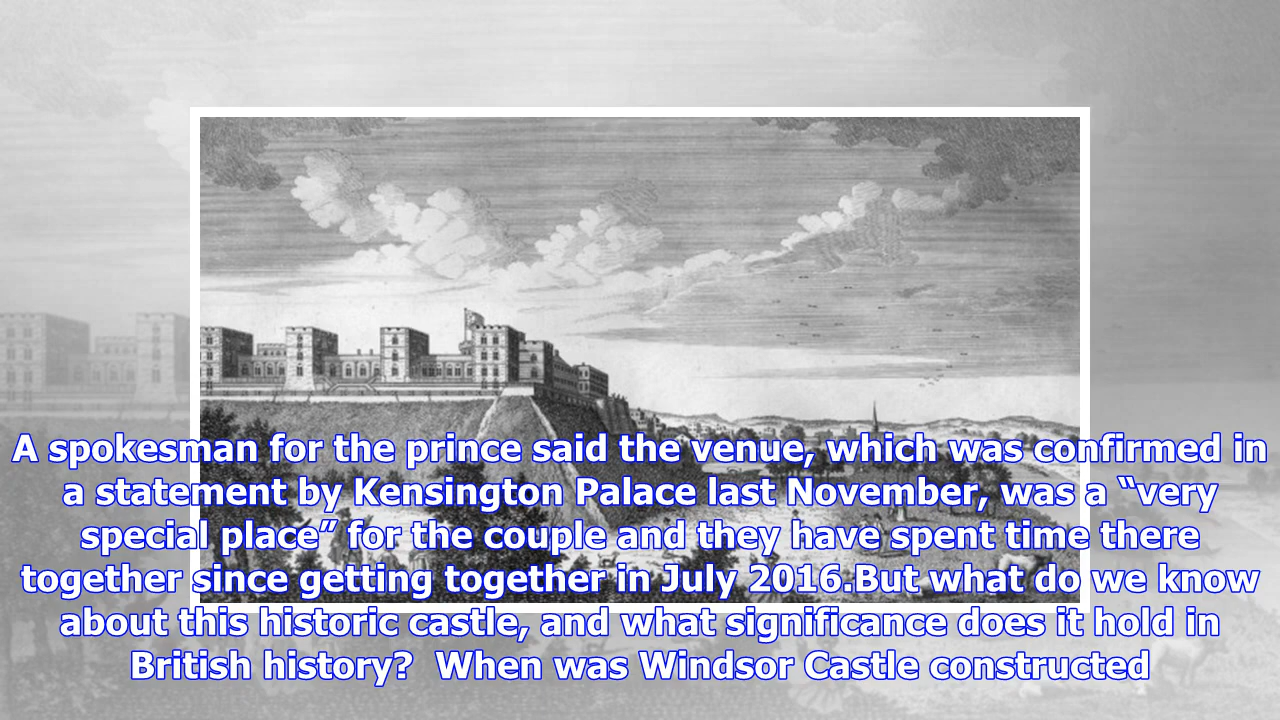 A spokesman for the prince said the venue, which was confirmed in
a statement by Kensington Palace last November, was a “very
special place” for the couple and they have spent time there
together since getting together in July 2016.But what do we know
about this historic castle, and what significance does it hold in
British history?  When was Windsor Castle constructed